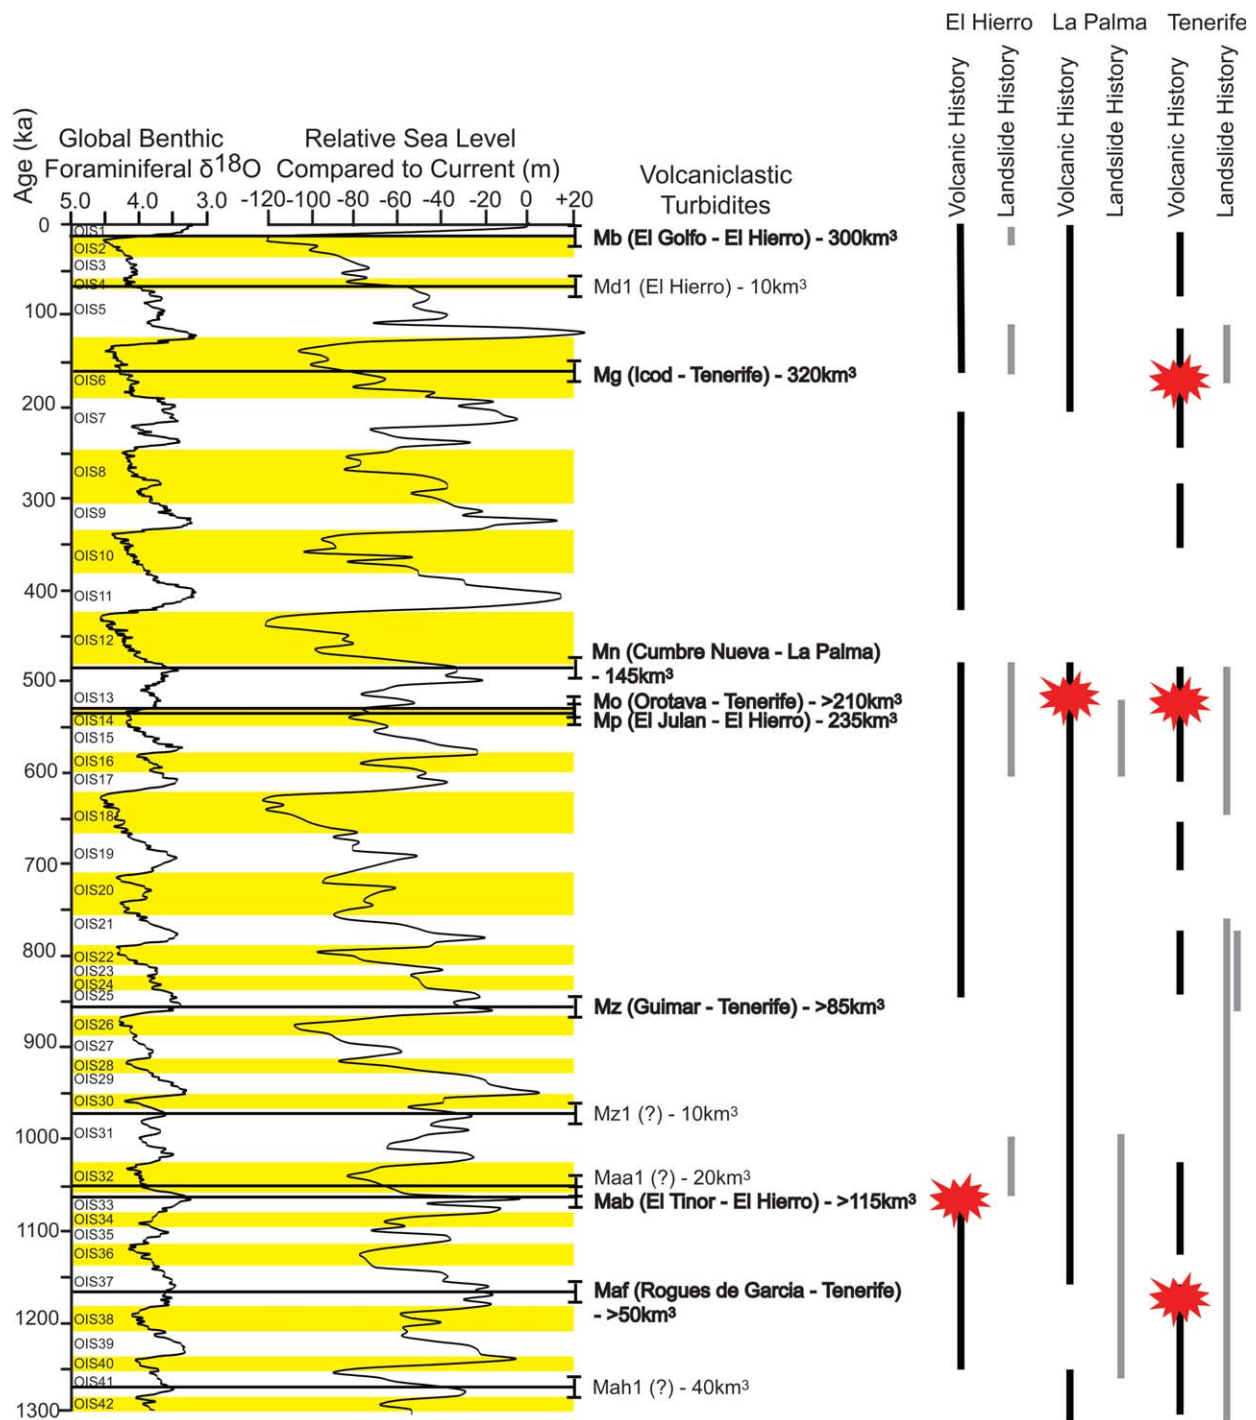 El Hierro La Palma Tenerife
Volcanic History
Landslide History
Volcanic History
Landslide History
Volcanic History
Landslide History
Age (ka)
Global Benthic
Foraminiferal δ18O
Relative Sea Level
Compared to Current (m)
Volcaniclastic
Turbidites
5.0 4.0 3.0 -120 -100 -80 -60 -40 -20 0 +20
0
OIS1
Mb (El Golfo - El Hierro) - 300km³
OIS2
OIS3
OIS4
Md1 (El Hierro) - 10km³
100
OIS5
OIS6
Mg (Icod - Tenerife) - 320km³
200
OIS7
OIS8
300
OIS9
OIS10
400
OIS11
OIS12
Mn (Cumbre Nueva - La Palma)
- 145km³
500
OIS13
Mo (Orotava - Tenerife) - >210km³
OIS14
Mp (El Julan - El Hierro) - 235km³
OIS15
OIS16
600
OIS17
OIS18
700
OIS19
OIS20
OIS21
800
OIS22
OIS23
OIS24
OIS25
Mz (Guimar - Tenerife) - >85km³
OIS26
900
OIS27
OIS28
OIS29
OIS30
Mz1 (?) - 10km³
1000
OIS31
OIS32
Maa1 (?) - 20km³
OIS33
Mab (El Tinor - El Hierro) - >115km³
OIS34
1100
OIS35
OIS36
OIS37
Maf (Rogues de Garcia - Tenerife)
- >50km³
1200
OIS38
OIS39
OIS40
OIS41
Mah1 (?) - 40km³
OIS42
1300